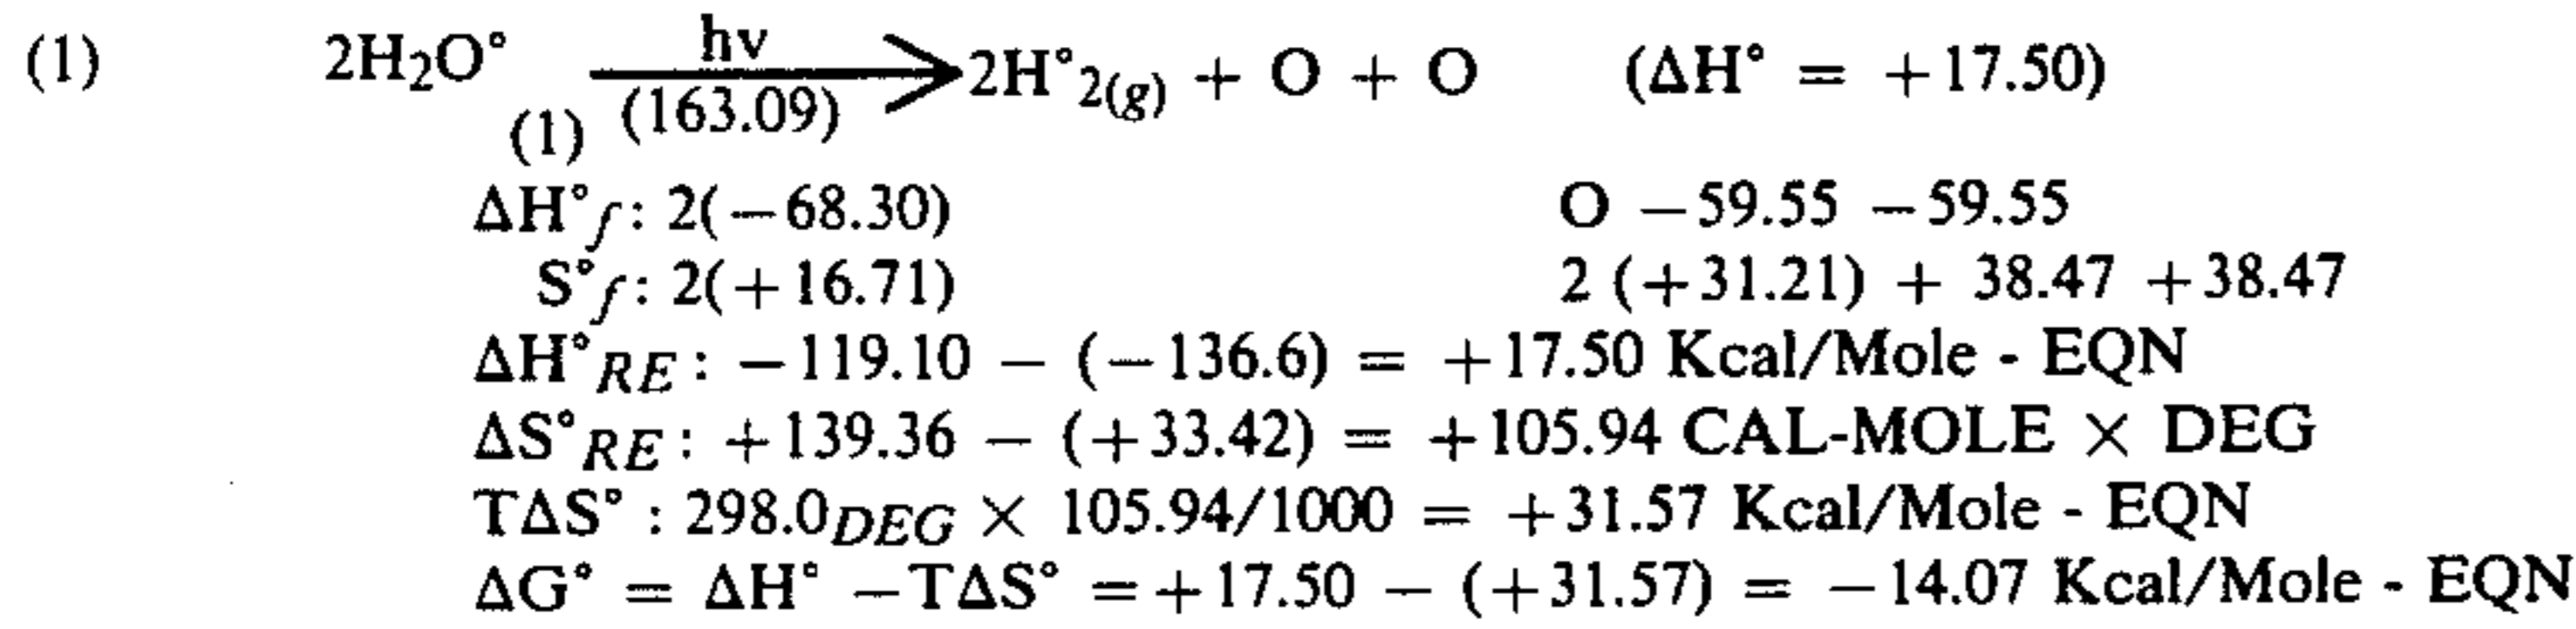 (1) 2H₂O°(1) hv (163.09) > 2H°₂(g) + O + O (ΔH° = +17.50)
ΔH°f: 2(−68.30) O −59.55 −59.55
S°f: 2(+16.71) 2 (+31.21) + 38.47 +38.47
ΔH°RE: −119.10 − (−136.6) = +17.50 Kcal/Mole - EQN
ΔS°RE: +139.36 − (+33.42) = +105.94 CAL-MOLE × DEG
TΔS° : 298.0DEG × 105.94/1000 = +31.57 Kcal/Mole - EQN
ΔG° = ΔH° −TΔS° = +17.50 − (+31.57) = −14.07 Kcal/Mole - EQN